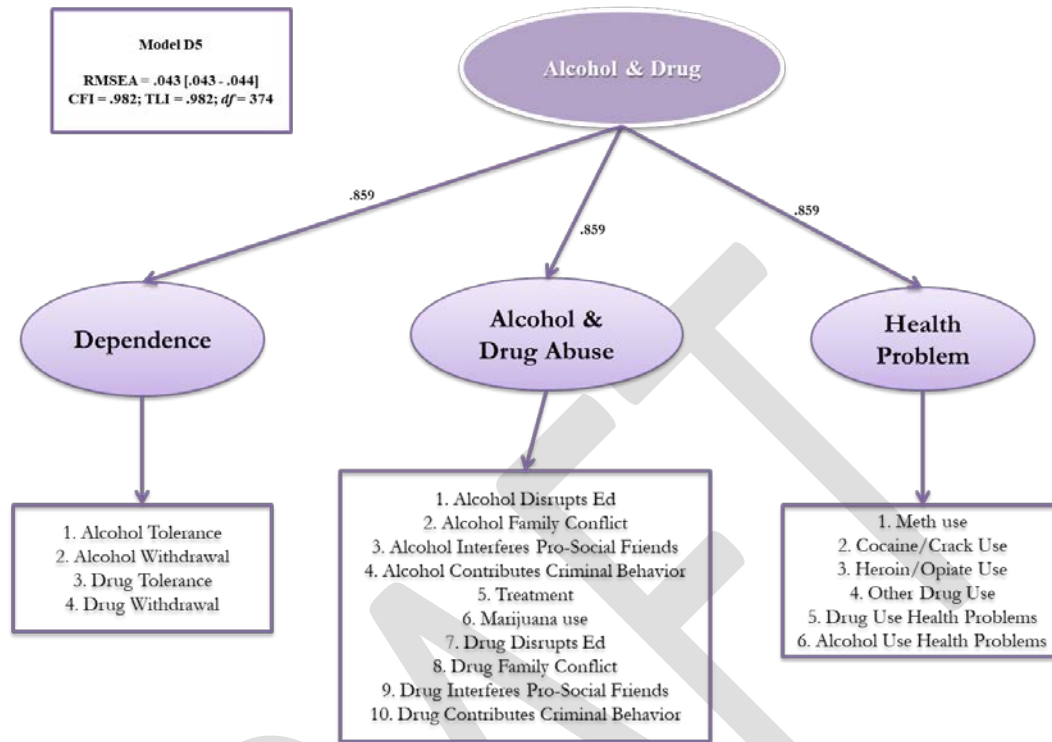 Model D5
RMSEA = .043 [.043 - .044]
CFI = .982; TLI = .982; df = 374
Alcohol & Drug
.859
.859
.859
Dependence
Alcohol &
Drug Abuse
Health
Problem
1. Alcohol Tolerance
2. Alcohol Withdrawal
3. Drug Tolerance
4. Drug Withdrawal
1. Alcohol Disrupts Ed
2. Alcohol Family Conflict
3. Alcohol Interferes Pro-Social Friends
4. Alcohol Contributes Criminal Behavior
5. Treatment
6. Marijuana use
7. Drug Disrupts Ed
8. Drug Family Conflict
9. Drug Interferes Pro-Social Friends
10. Drug Contributes Criminal Behavior
1. Meth use
2. Cocaine/Crack Use
3. Heroin/Opiate Use
4. Other Drug Use
5. Drug Use Health Problems
6. Alcohol Use Health Problems